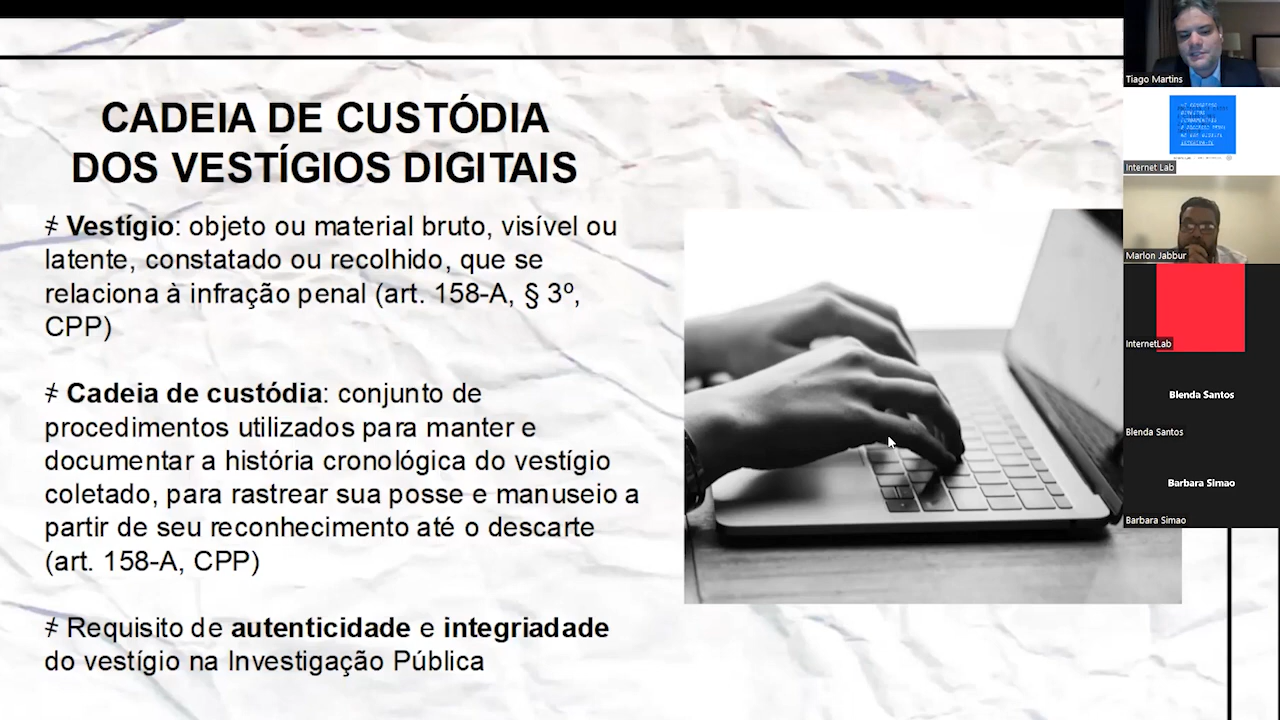 CADEIA DE CUSTÓDIA
DOS VESTÍGIOS DIGITAIS
҂ Vestígio: objeto ou material bruto, visível ou
latente, constatado ou recolhido, que se
relaciona à infração penal (art. 158-A, § 3º,
CPP)
҂ Cadeia de custódia: conjunto de
procedimentos utilizados para manter e
documentar a história cronológica do vestígio
coletado, para rastrear sua posse e manuseio a
partir de seu reconhecimento até o descarte
(art. 158-A, CPP)
҂ Requisito de autenticidade e integriadade
do vestígio na Investigação Pública
Tiago Martins
Internet Lab
Marlon Jabbur
InternetLab
Blenda Santos
Blenda Santos
Barbara Simao
Barbara Simao